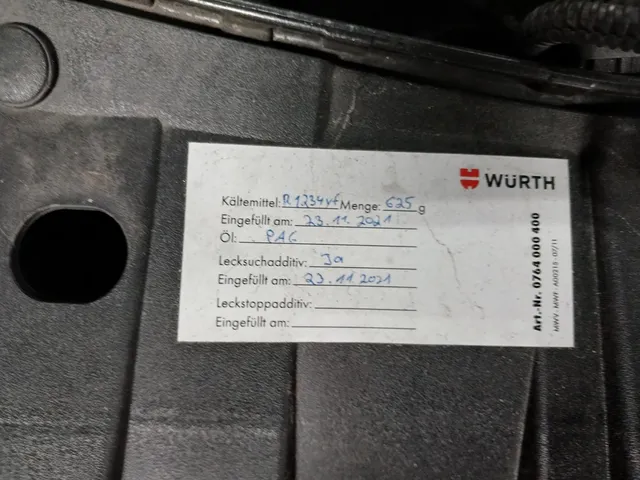 WÜRTH
Kältemittel: R1234yf Menge: 625 g
Eingefüllt am: 23.11.2021
Öl: PAG
Lecksuchadditiv: Ja
Eingefüllt am: 23.11.2021
Leckstoppadditiv:
Eingefüllt am:
Art.-Nr. 0764 000 400